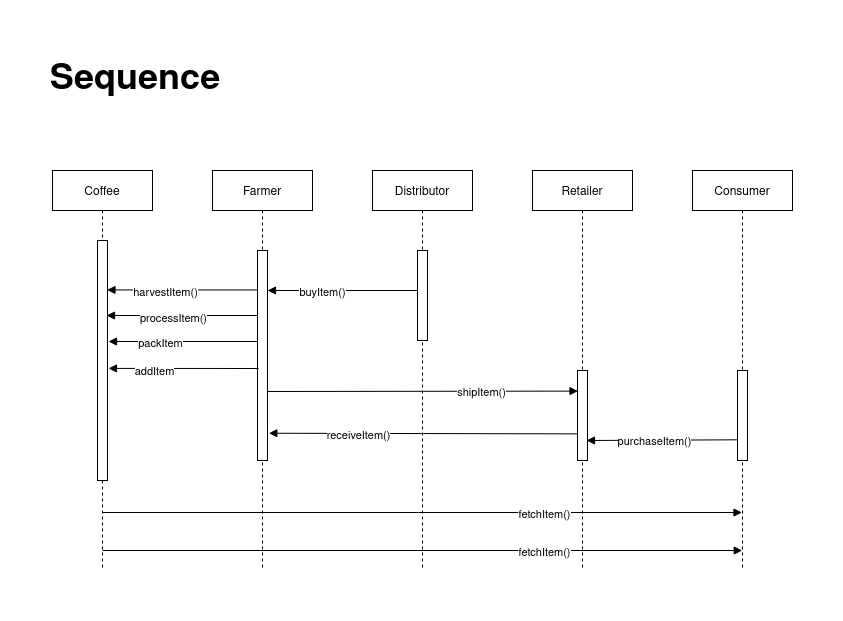 Sequence
Coffee
Farmer
Distributor
Retailer
Consumer
harvestItem()
buyItem()
processItem()
packItem
addItem
shipItem()
receiveItem()
purchaseItem()
fetchItem()
fetchItem()